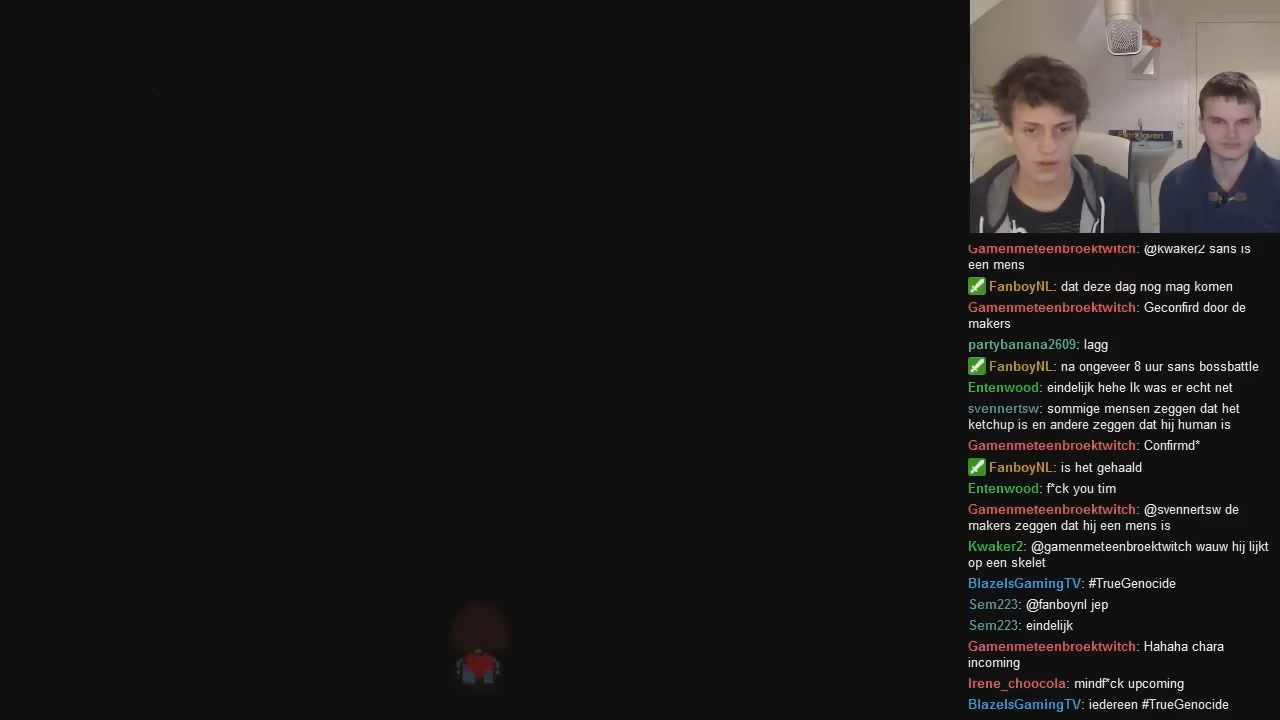 Eindhoven
Gamenmeteenbroektwitch: @kwaker2 sans is
een mens
FanboyNL: dat deze dag nog mag komen
Gamenmeteenbroektwitch: Geconfird door de
makers
partybanana2609: lagg
FanboyNL: na ongeveer 8 uur sans bossbattle
Entenwood: eindelijk hehe Ik was er echt net
svennertsw: sommige mensen zeggen dat het
ketchup is en andere zeggen dat hij human is
Gamenmeteenbroektwitch: Confirmd*
FanboyNL: is het gehaald
Entenwood: f*ck you tim
Gamenmeteenbroektwitch: @svennertsw de
makers zeggen dat hij een mens is
Kwaker2: @gamenmeteenbroektwitch wauw hij lijkt
op een skelet
BlazeIsGamingTV: #TrueGenocide
Sem223: @fanboynl jep
Sem223: eindelijk
Gamenmeteenbroektwitch: Hahaha chara
incoming
Irene_choocola: mindf*ck upcoming
BlazeIsGamingTV: iedereen #TrueGenocide